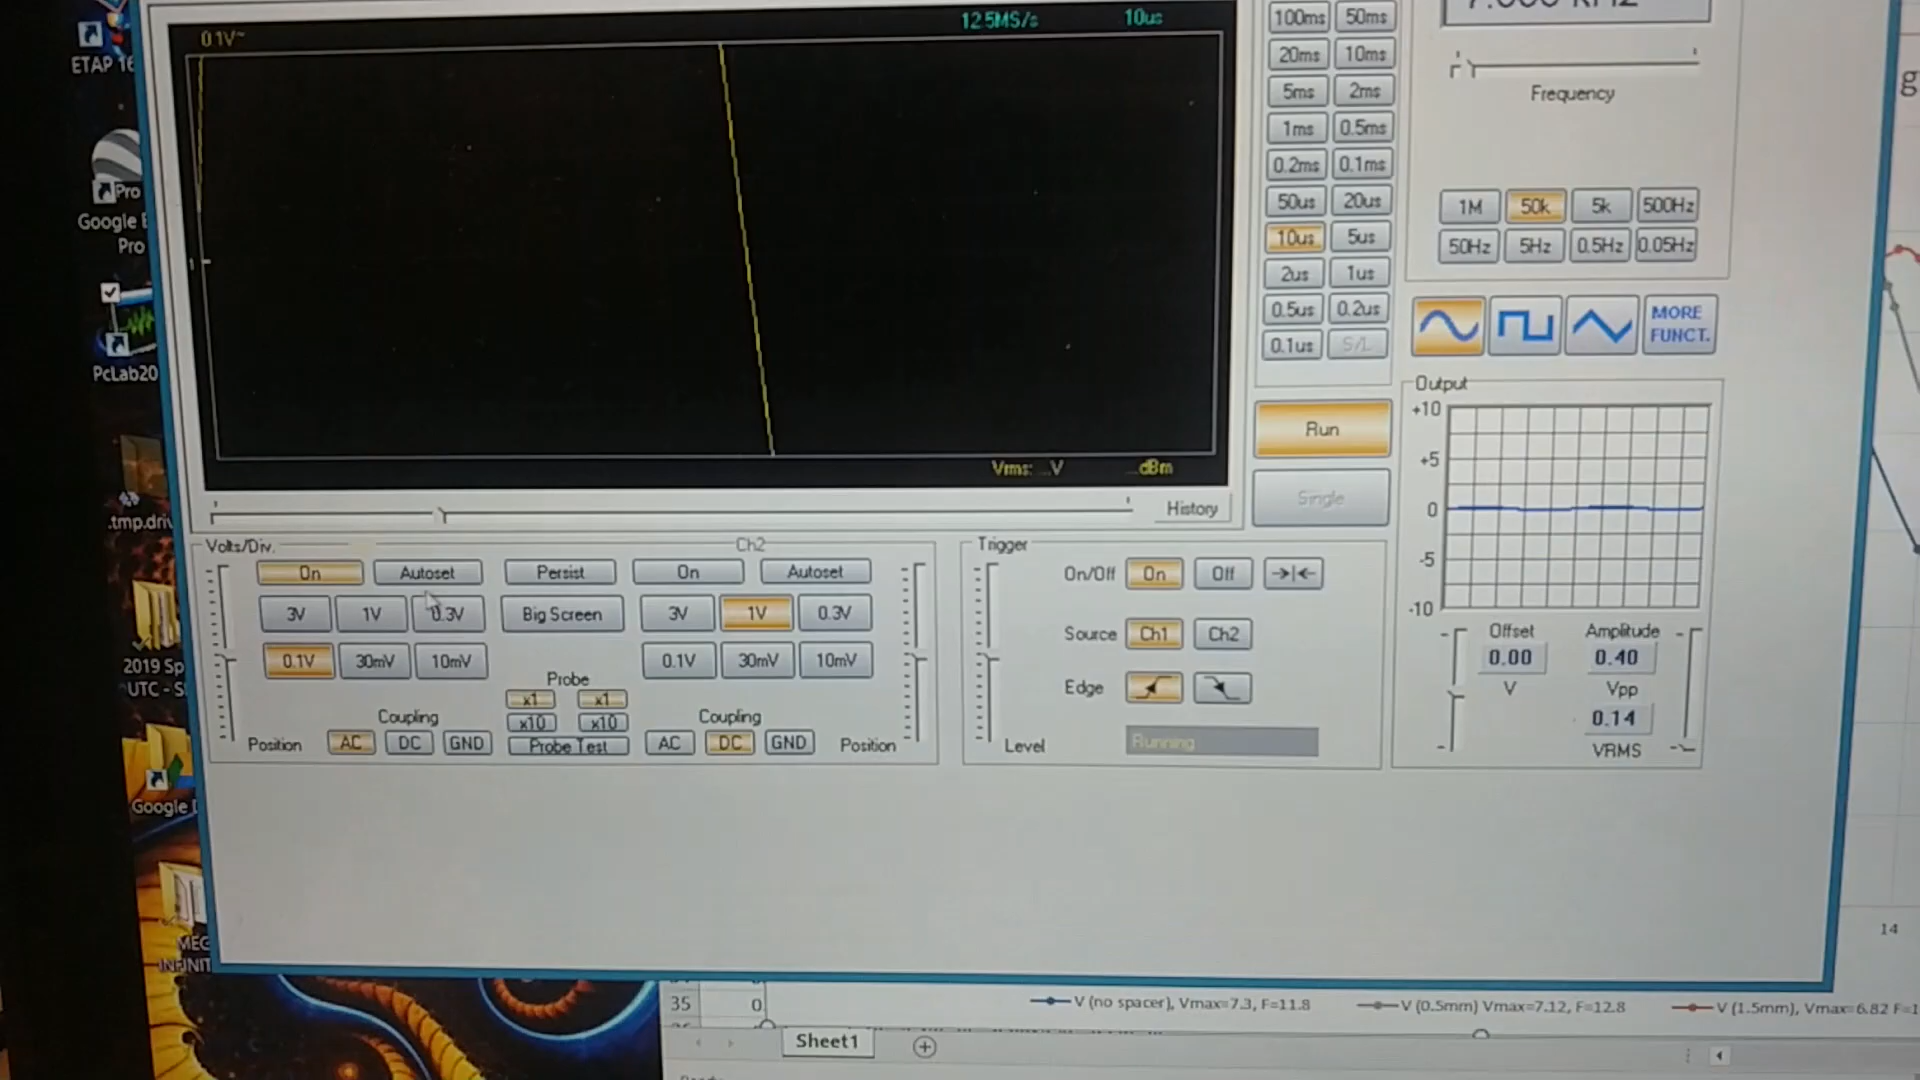 ETAP 16
Pro
Google E
Pro
PcLab20
.tmp.driv
2019 Sp
UTC - S
Google D
MEG
INFINIT
0.1V~
12.5MS/s
10us
1
Vrms: ...V
...dBm
History
100ms
50ms
20ms
10ms
5ms
2ms
1ms
0.5ms
0.2ms
0.1ms
50us
20us
10us
5us
2us
1us
0.5us
0.2us
0.1us
S/L
Run
Single
Frequency
1M
50k
5k
500Hz
50Hz
5Hz
0.5Hz
0.05Hz
MORE
FUNCT.
Output
+10
+5
0
-5
-10
Offset
0.00
V
Amplitude
0.40
Vpp
0.14
VRMS
Volts/Div.
On
Autoset
3V
1V
0.3V
0.1V
30mV
10mV
Coupling
Position
AC
DC
GND
Persist
Big Screen
Probe
x1
x1
x10
x10
Probe Test
Ch2
On
Autoset
3V
1V
0.3V
0.1V
30mV
10mV
Coupling
AC
DC
GND
Position
Trigger
On/Off
On
Off
Source
Ch1
Ch2
Edge
Level
Running
g
14
35
0
V (no spacer), Vmax=7.3, F=11.8
V (0.5mm) Vmax=7.12, F=12.8
V (1.5mm), Vmax=6.82 F=1
Sheet1